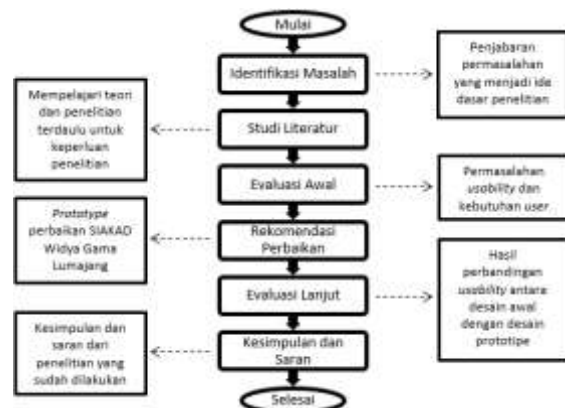 Mulai
Identifikasi Masalah
Penjabaran
permasalahan
yang menjadi ide
dasar penelitian
Mempelajari teori
dan penelitian
terdaulu untuk
keperluan
penelitian
Studi Literatur
Evaluasi Awal
Permasalahan
usability dan
kebutuhan user
Prototype
perbaikan SIAKAD
Widya Gama
Lumajang
Rekomendasi
Perbaikan
Evaluasi Lanjut
Hasil
perbandingan
usability antara
desain awal
dengan desain
prototipe
Kesimpulan dan
saran dari
penelitian yang
sudah dilakukan
Kesimpulan dan
Saran
Selesai